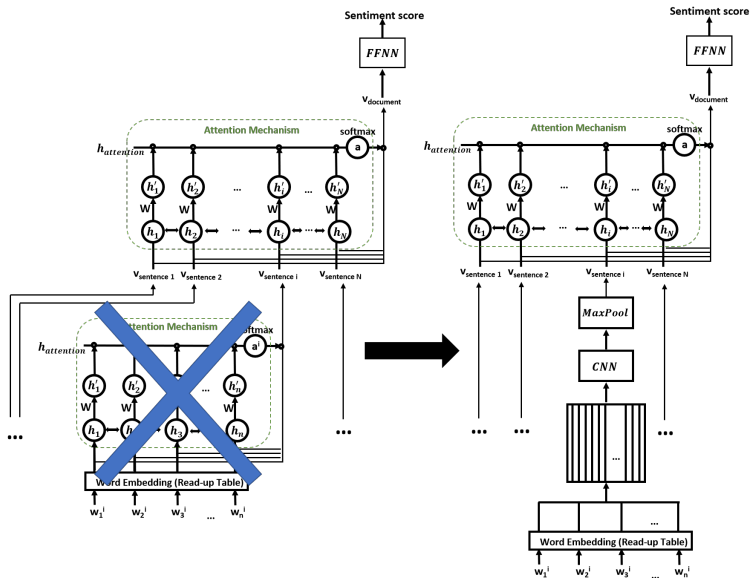 Sentiment score
FFNN
v_document
Attention Mechanism
softmax
h_attention
a
h'_1 h'_2 ... h'_i ... h'_N
W W W W
h_1 h_2 ... h_i ... h_N
v_sentence 1 v_sentence 2 v_sentence i v_sentence N
Attention Mechanism
softmax
h_attention
a^i
h'_1 h'_2 ... h'_n
W W W
... h_1 h_3 h_n ...
Word Embedding (Read-up Table)
w_1^i w_2^i w_3^i ... w_n^i
Sentiment score
FFNN
v_document
Attention Mechanism
softmax
h_attention
a
h'_1 h'_2 ... h'_i ... h'_N
W W W W
h_1 h_2 ... h_i ... h_N
v_sentence 1 v_sentence 2 v_sentence i v_sentence N
MaxPool
CNN
... ...
...
...
Word Embedding (Read-up Table)
w_1^i w_2^i w_3^i ... w_n^i